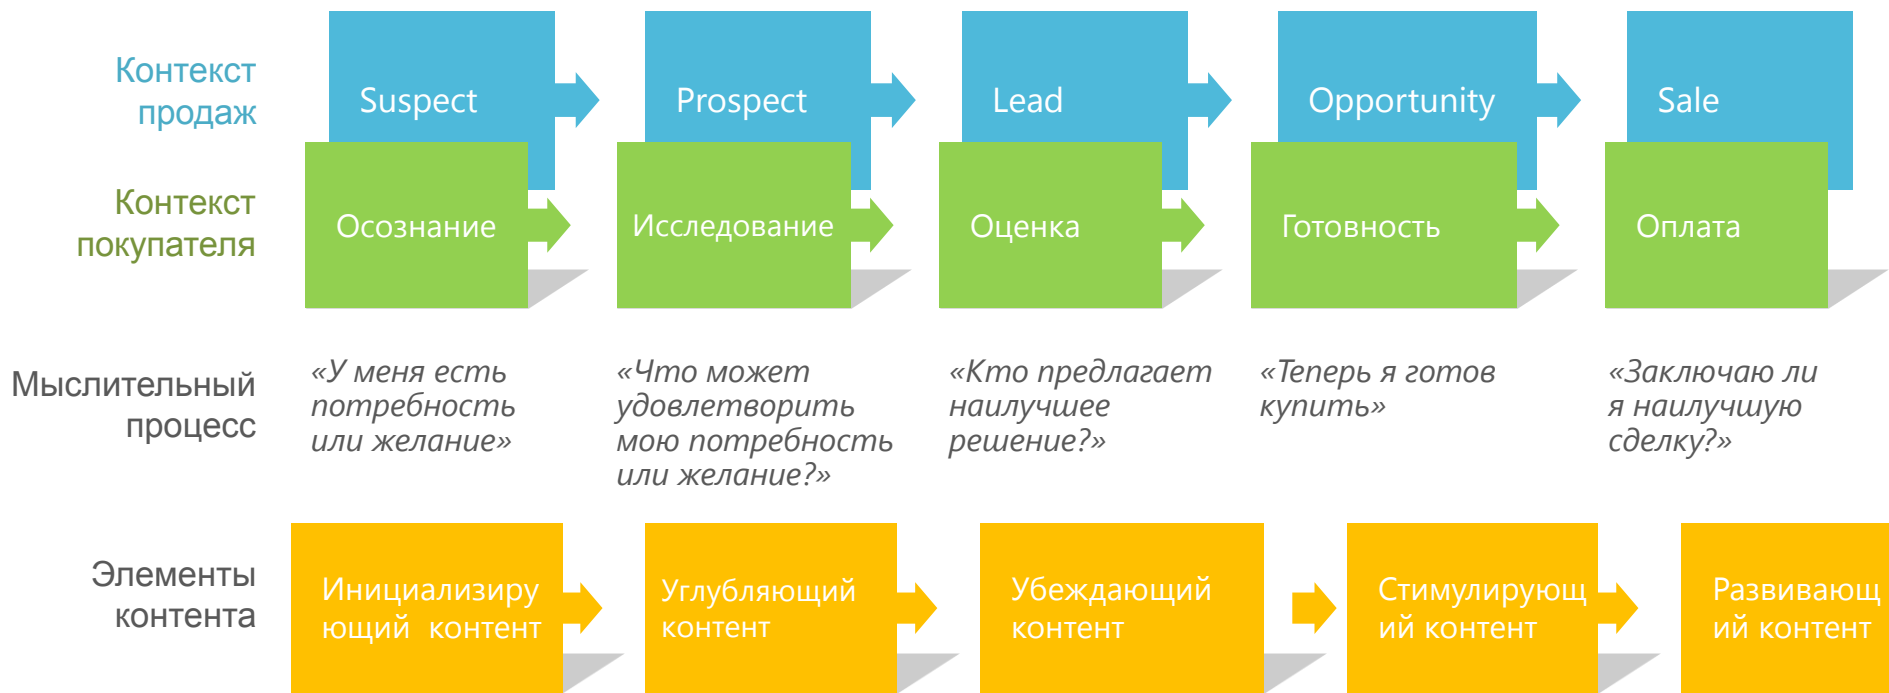 Контекст
продаж
Suspect
Prospect
Lead
Opportunity
Sale
Контекст
покупателя
Осознание
Исследование
Оценка
Готовность
Оплата
Мыслительный
процесс
«У меня есть
потребность
или желание»
«Что может
удовлетворить
мою потребность
или желание?»
«Кто предлагает
наилучшее
решение?»
«Теперь я готов
купить»
«Заключаю ли
я наилучшую
сделку?»
Элементы
контента
Инициализиру
ющий контент
Углубляющий
контент
Убеждающий
контент
Стимулирующ
ий контент
Развивающ
ий контент